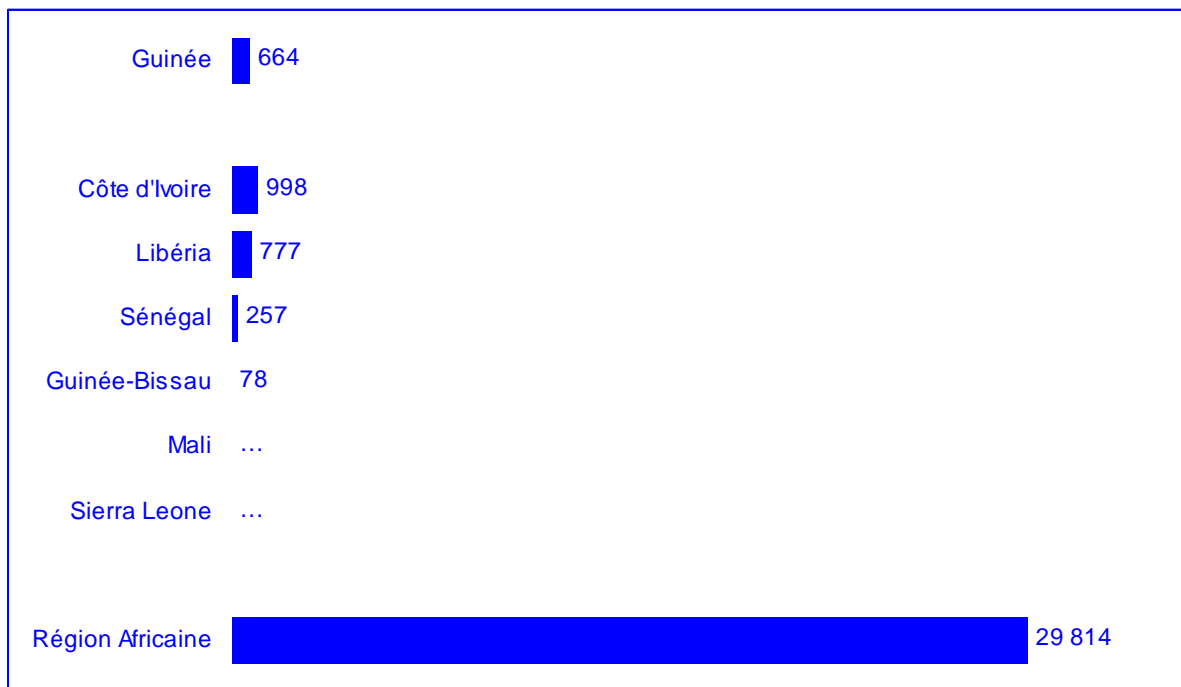 Guinée 664
Côte d'Ivoire 998
Libéria 777
Sénégal 257
Guinée-Bissau 78
Mali ...
Sierra Leone ...
Région Africaine 29 814